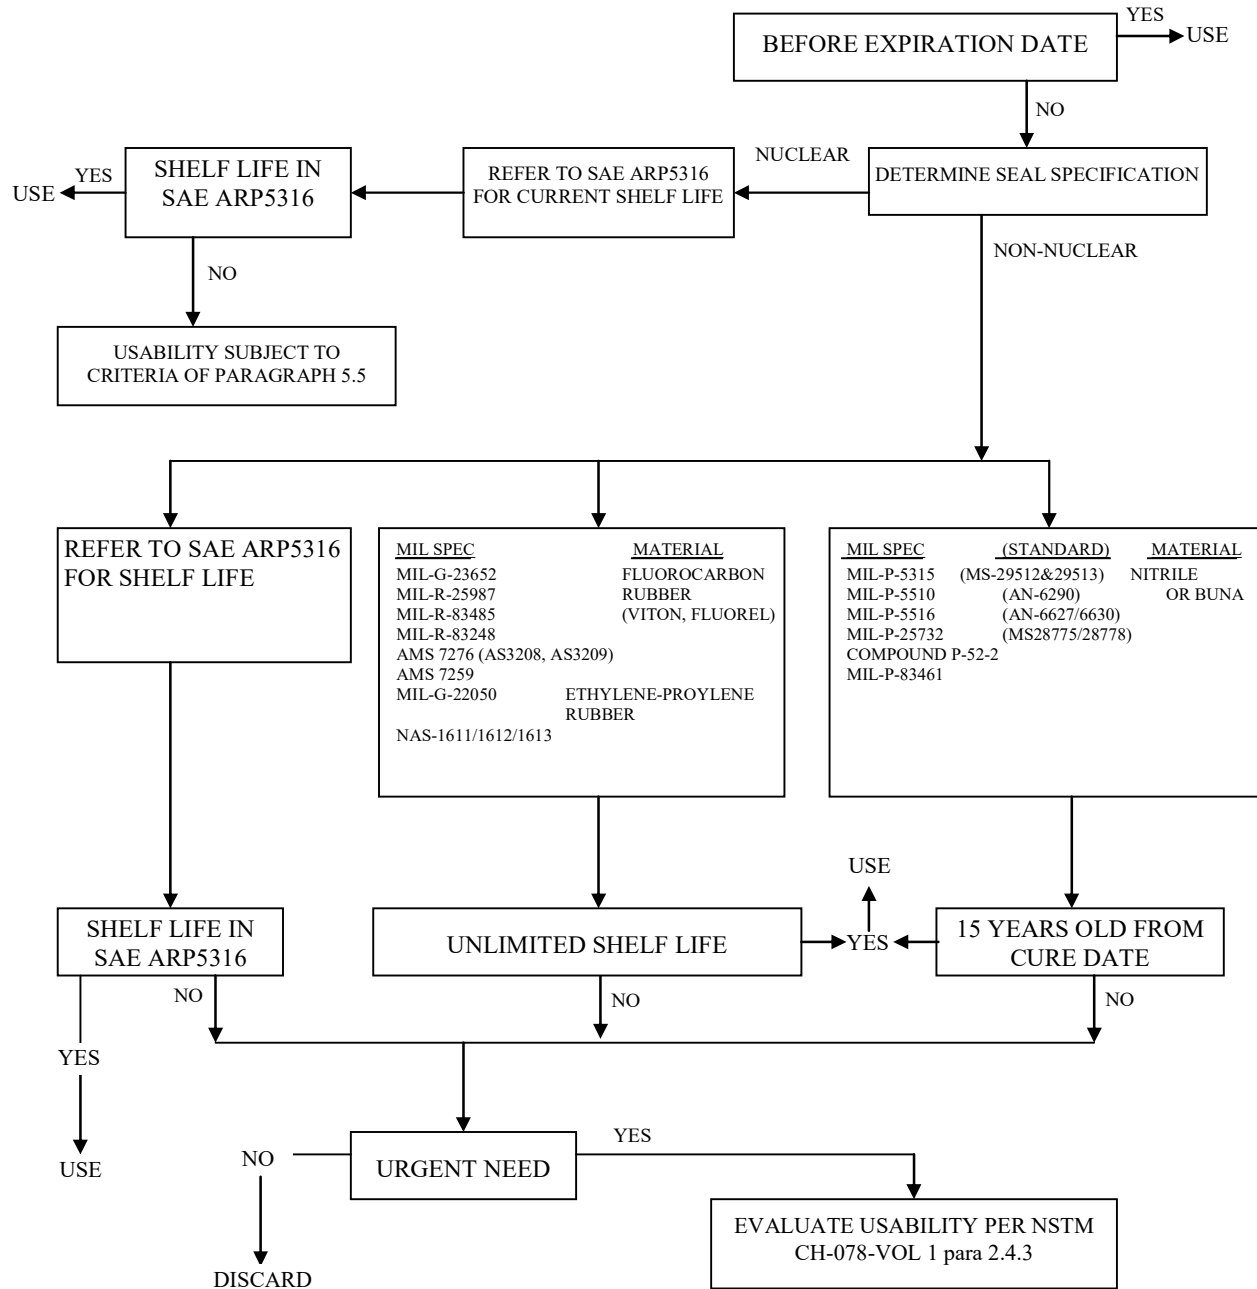 YES
BEFORE EXPIRATION DATE
USE
NO
NUCLEAR
SHELF LIFE IN
SAE ARP5316
YES
USE
REFER TO SAE ARP5316
FOR CURRENT SHELF LIFE
DETERMINE SEAL SPECIFICATION
NO
NON-NUCLEAR
USABILITY SUBJECT TO
CRITERIA OF PARAGRAPH 5.5
REFER TO SAE ARP5316
FOR SHELF LIFE
MIL SPEC MATERIAL
MIL-G-23652 FLUOROCARBON
MIL-R-25987 RUBBER
MIL-R-83485 (VITON, FLUOREL)
MIL-R-83248
AMS 7276 (AS3208, AS3209)
AMS 7259
MIL-G-22050 ETHYLENE-PROYLENE
RUBBER
NAS-1611/1612/1613
MIL SPEC (STANDARD) MATERIAL
MIL-P-5315 (MS-29512&29513) NITRILE
MIL-P-5510 (AN-6290) OR BUNA
MIL-P-5516 (AN-6627/6630)
MIL-P-25732 (MS28775/28778)
COMPOUND P-52-2
MIL-P-83461
USE
SHELF LIFE IN
SAE ARP5316
UNLIMITED SHELF LIFE
YES
15 YEARS OLD FROM
CURE DATE
NO
NO
NO
YES
USE
NO
URGENT NEED
YES
DISCARD
EVALUATE USABILITY PER NSTM
CH-078-VOL 1 para 2.4.3